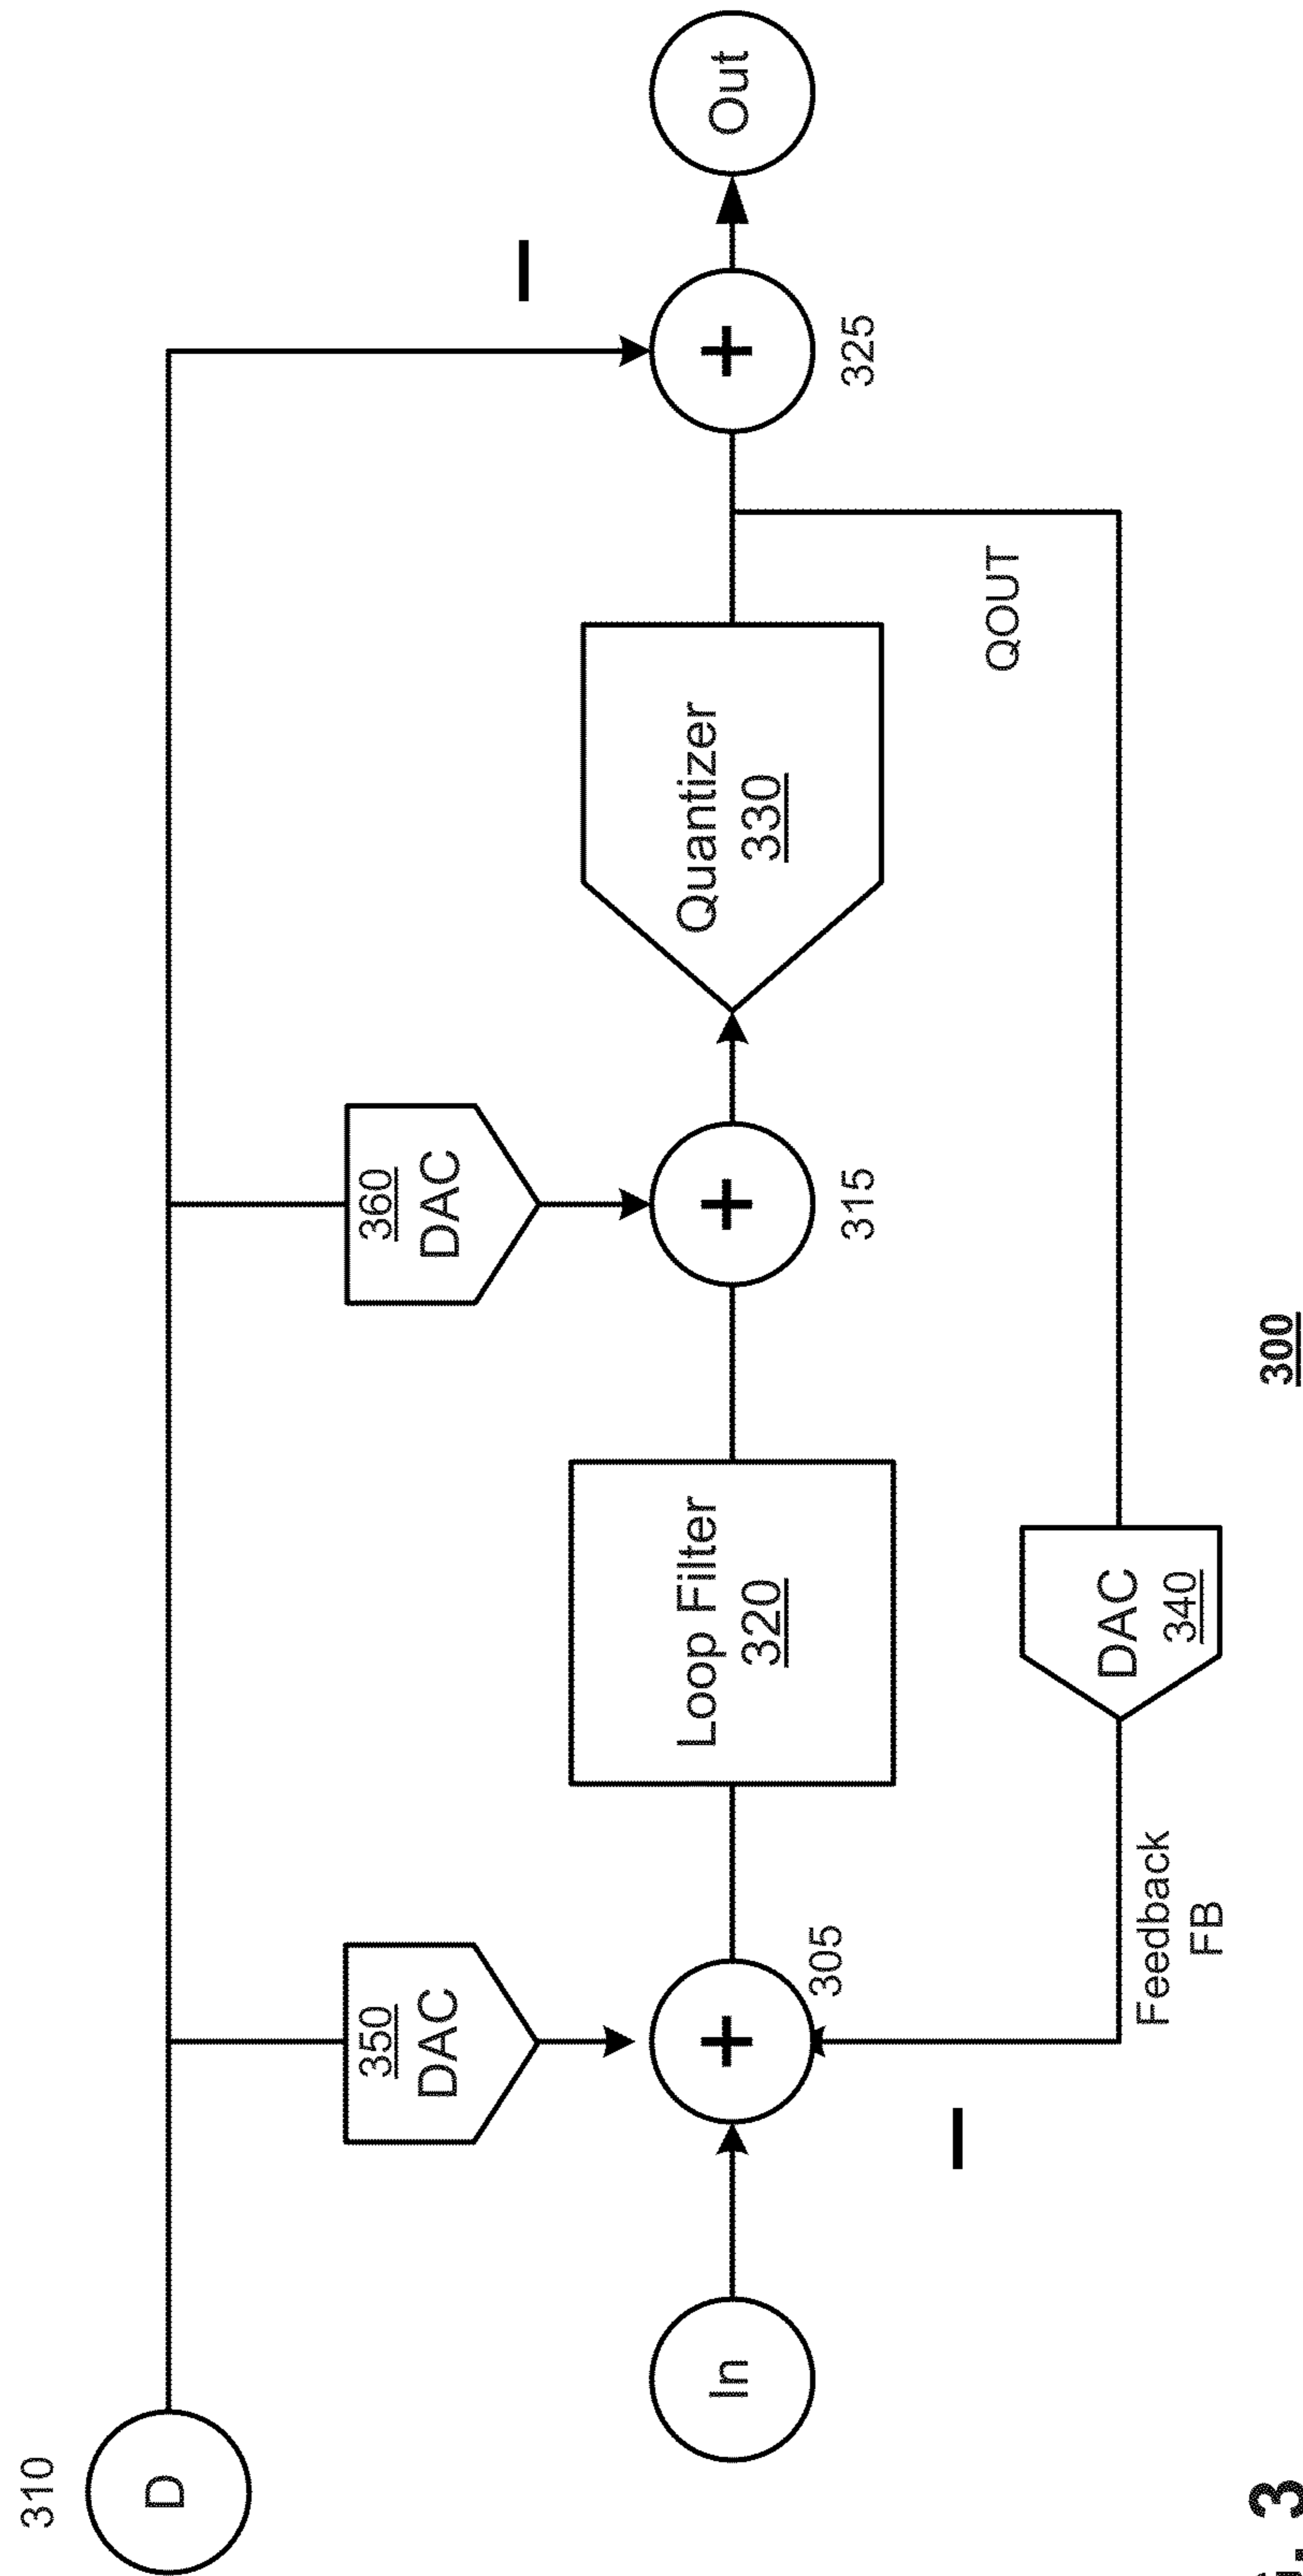 310
D
350
DAC
360
DAC
In
+
305
Loop Filter
320
+
315
Quantizer
330
+
325
Out
Feedback
FB
DAC
340
QOUT
300
3